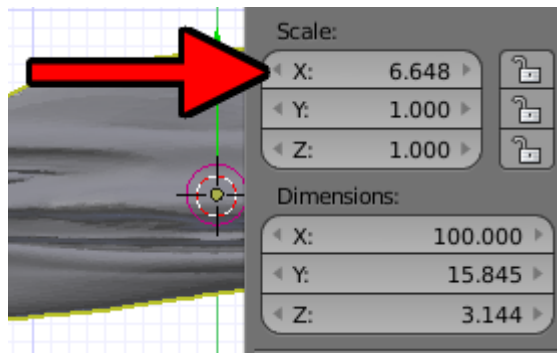 Scale:
X: 6.648
Y: 1.000
Z: 1.000
Dimensions:
X: 100.000
Y: 15.845
Z: 3.144